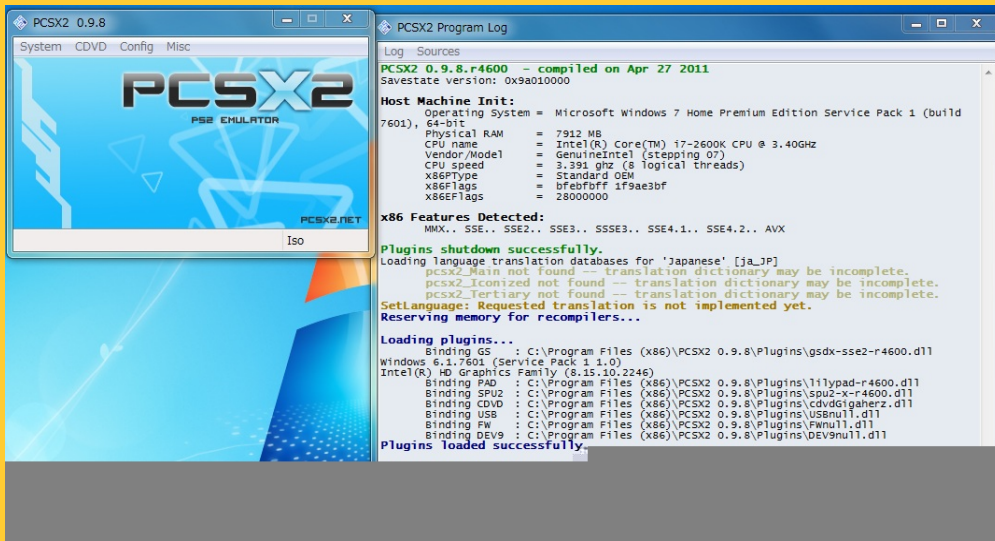 PCSX2 0.9.8
System CDVD Config Misc
PCSX2
PS2 EMULATOR
PCSX2.NET
Iso
PCSX2 Program Log
Log Sources
PCSX2 0.9.8.r4600 - compiled on Apr 27 2011
Savestate version: 0x9a010000
Host Machine Init:
Operating System = Microsoft Windows 7 Home Premium Edition Service Pack 1 (build
7601), 64-bit
Physical RAM = 7912 MB
CPU name = Intel(R) Core(TM) i7-2600K CPU @ 3.40GHz
Vendor/Model = GenuineIntel (stepping 07)
CPU speed = 3.391 ghz (8 logical threads)
x86PType = Standard OEM
x86Flags = bfebfbff 1f9ae3bf
x86EFlags = 28000000
x86 Features Detected:
MMX.. SSE.. SSE2.. SSE3.. SSSE3.. SSE4.1.. SSE4.2.. AVX
Plugins shutdown successfully.
Loading language translation databases for 'Japanese' [ja_JP]
pcsx2_Main not found -- translation dictionary may be incomplete.
pcsx2_Iconized not found -- translation dictionary may be incomplete.
pcsx2_Tertiary not found -- translation dictionary may be incomplete.
SetLanguage: Requested translation is not implemented yet.
Reserving memory for recompilers...
Loading plugins...
Binding GS : C:\Program Files (x86)\PCSX2 0.9.8\Plugins\gsdx-sse2-r4600.dll
Windows 6.1.7601 (Service Pack 1 1.0)
Intel(R) HD Graphics Family (8.15.10.2246)
Binding PAD : C:\Program Files (x86)\PCSX2 0.9.8\Plugins\lilypad-r4600.dll
Binding SPU2 : C:\Program Files (x86)\PCSX2 0.9.8\Plugins\spu2-x-r4600.dll
Binding CDVD : C:\Program Files (x86)\PCSX2 0.9.8\Plugins\cdvdGigaherz.dll
Binding USB : C:\Program Files (x86)\PCSX2 0.9.8\Plugins\USBnull.dll
Binding FW : C:\Program Files (x86)\PCSX2 0.9.8\Plugins\FWnull.dll
Binding DEV9 : C:\Program Files (x86)\PCSX2 0.9.8\Plugins\DEV9null.dll
Plugins loaded successfully.